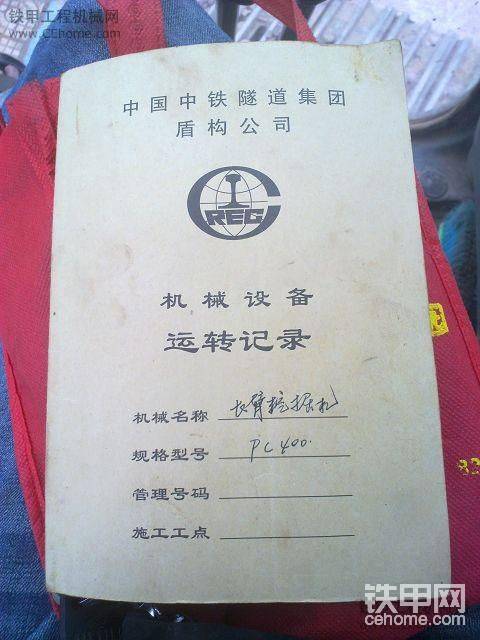 铁甲工程机械网
www.CEhome.com
中国中铁隧道集团
盾构公司
CREG
机械设备
运转记录
机械名称 长臂挖掘机
规格型号 PC400.
管理号码
施工工点
铁甲网
cehome.com